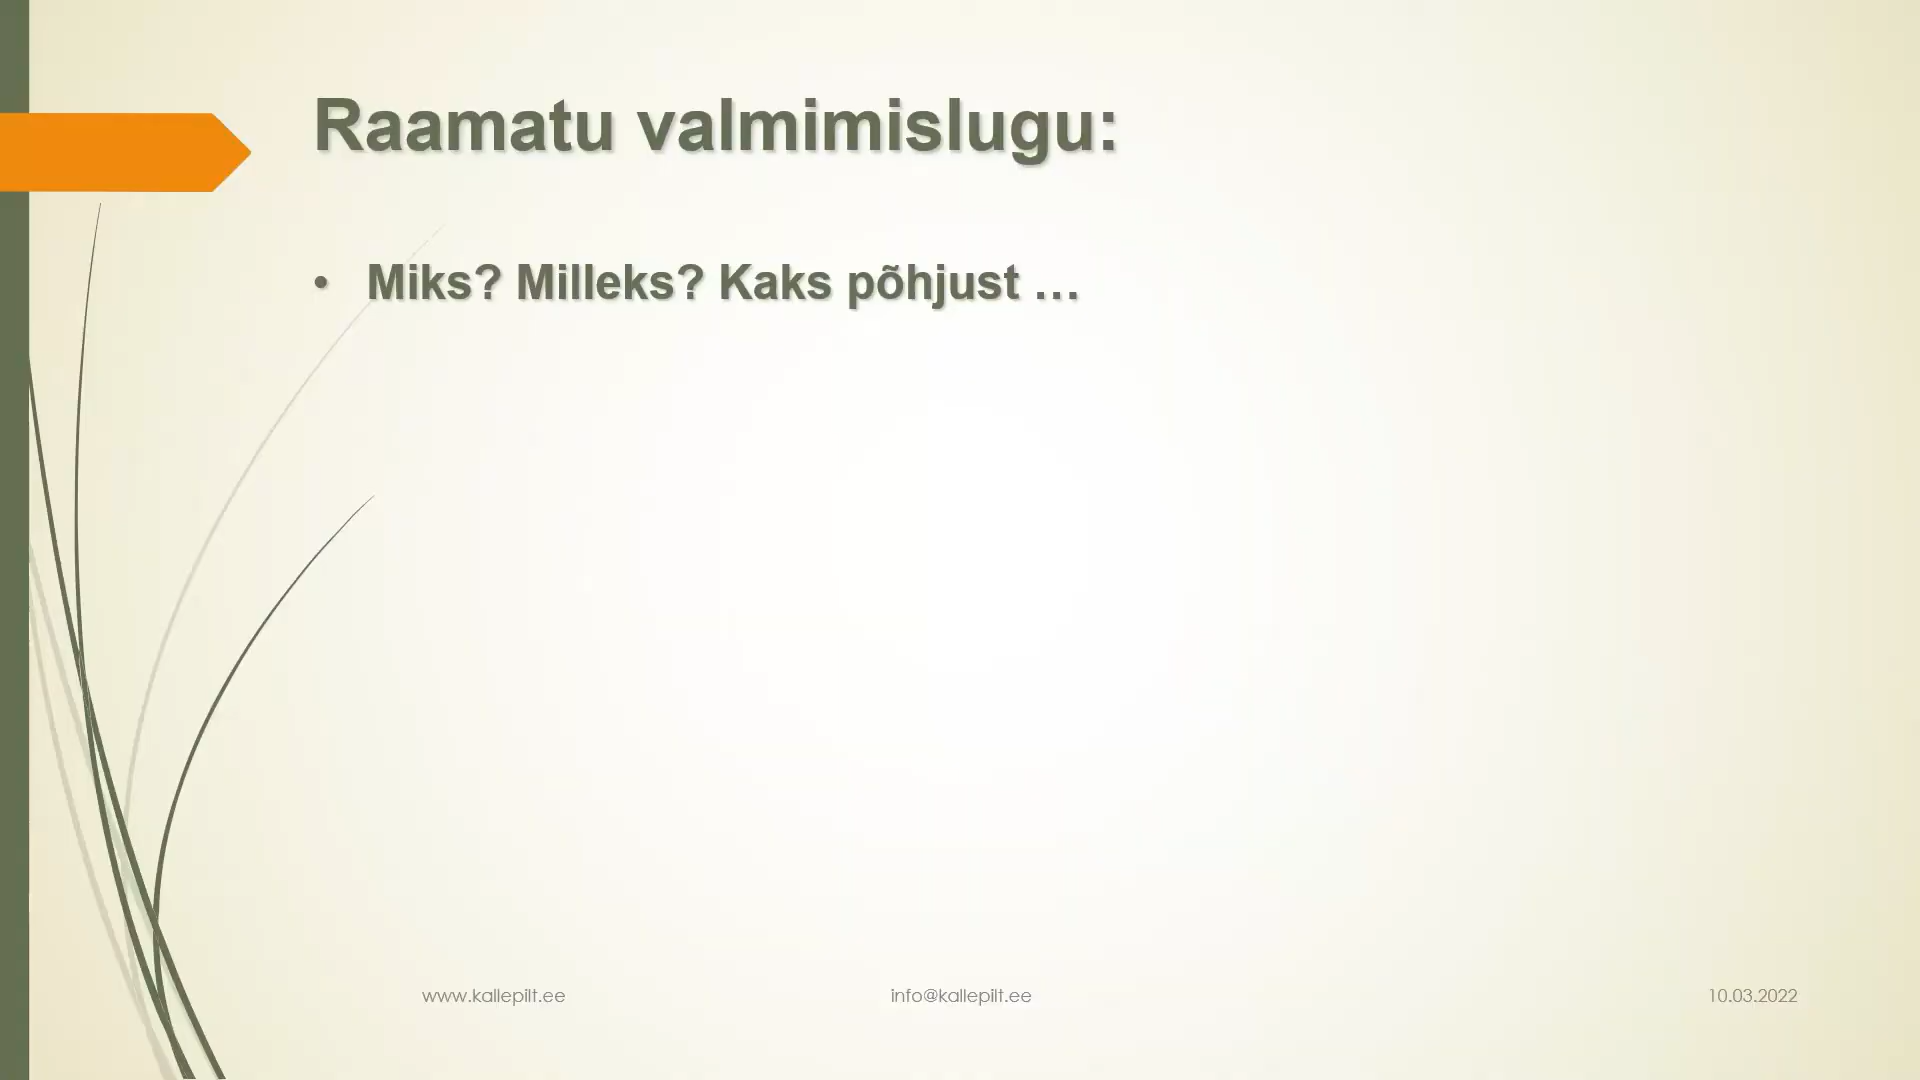 Raamatu valmimislugu:
• Miks? Milleks? Kaks põhjust …
www.kallepilt.ee info@kallepilt.ee 10.03.2022